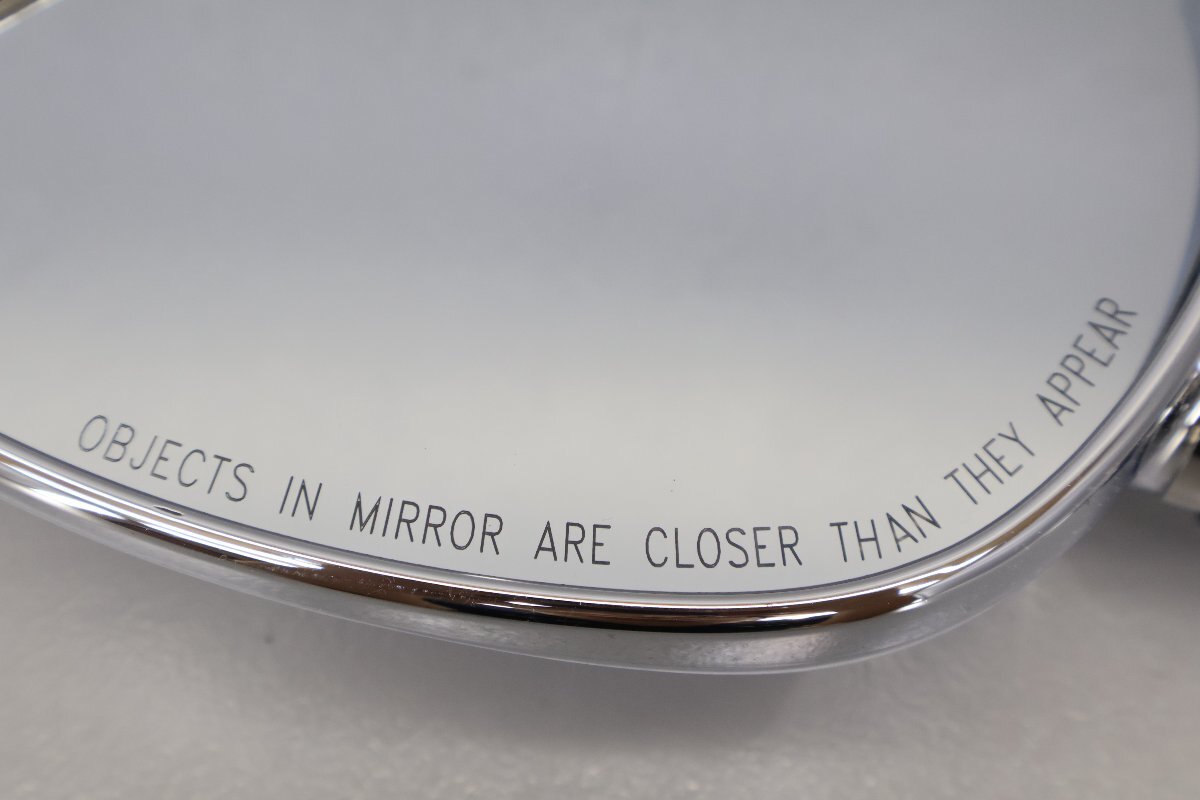 OBJECTS IN MIRROR ARE CLOSER THAN THEY APPEAR